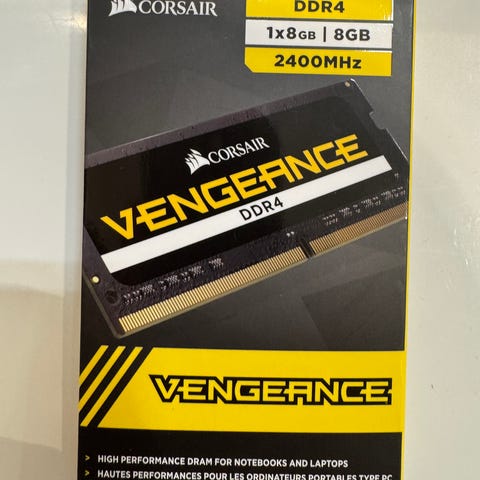 CORSAIR
DDR4
1x8GB | 8GB
2400MHz
CORSAIR
VENGEANCE
DDR4
VENGEANCE
> HIGH PERFORMANCE DRAM FOR NOTEBOOKS AND LAPTOPS
> HAUTES PERFORMANCES POUR LES ORDINATEURS PORTABLES TYPE PC